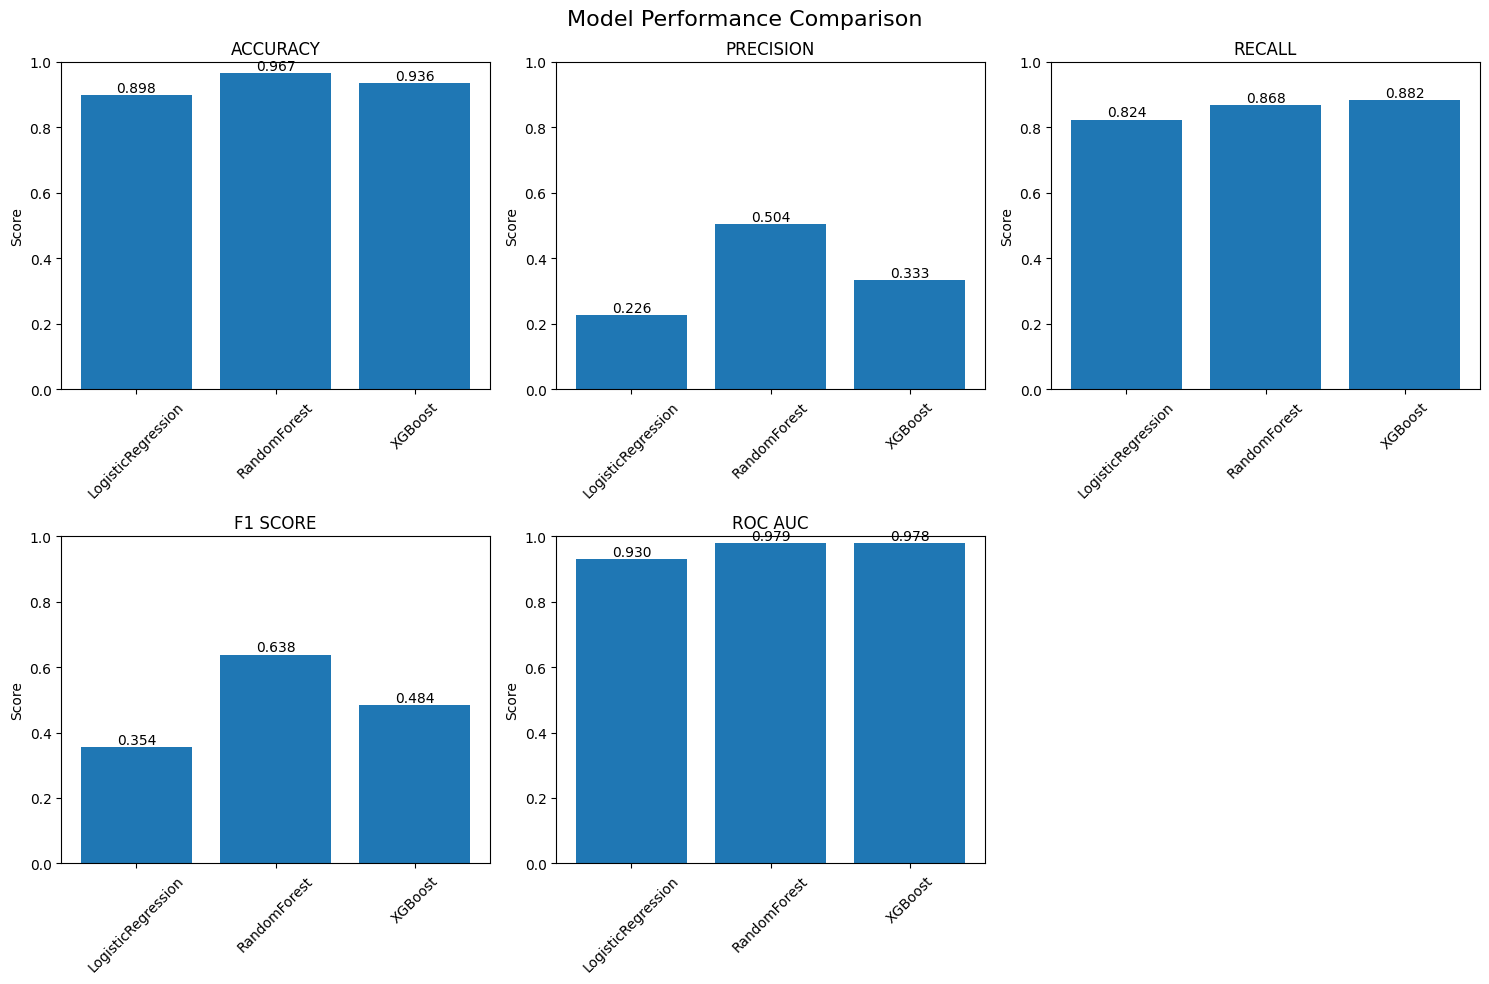 Model Performance Comparison
ACCURACY
Score
1.0
0.8
0.6
0.4
0.2
0.0
0.898
0.967
0.936
LogisticRegression
RandomForest
XGBoost
PRECISION
Score
1.0
0.8
0.6
0.4
0.2
0.0
0.226
0.504
0.333
LogisticRegression
RandomForest
XGBoost
RECALL
Score
1.0
0.8
0.6
0.4
0.2
0.0
0.824
0.868
0.882
LogisticRegression
RandomForest
XGBoost
F1 SCORE
Score
1.0
0.8
0.6
0.4
0.2
0.0
0.354
0.638
0.484
LogisticRegression
RandomForest
XGBoost
ROC AUC
Score
1.0
0.8
0.6
0.4
0.2
0.0
0.930
0.979
0.978
LogisticRegression
RandomForest
XGBoost